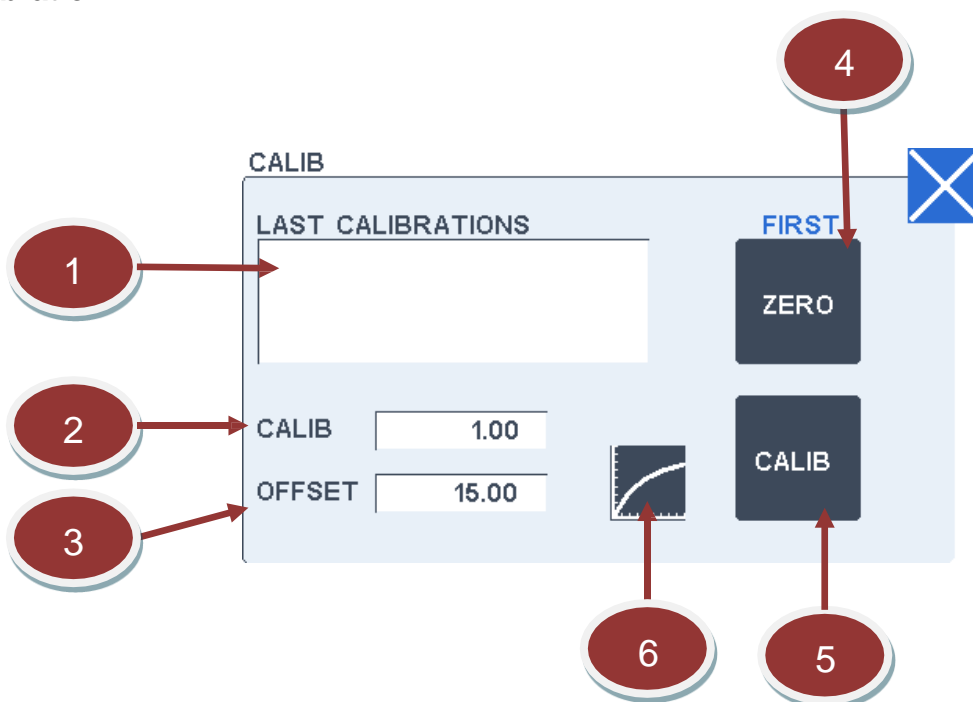 4
CALIB
LAST CALIBRATIONS
FIRST
1
ZERO
2
CALIB
1.00
CALIB
OFFSET
15.00
3
6
5